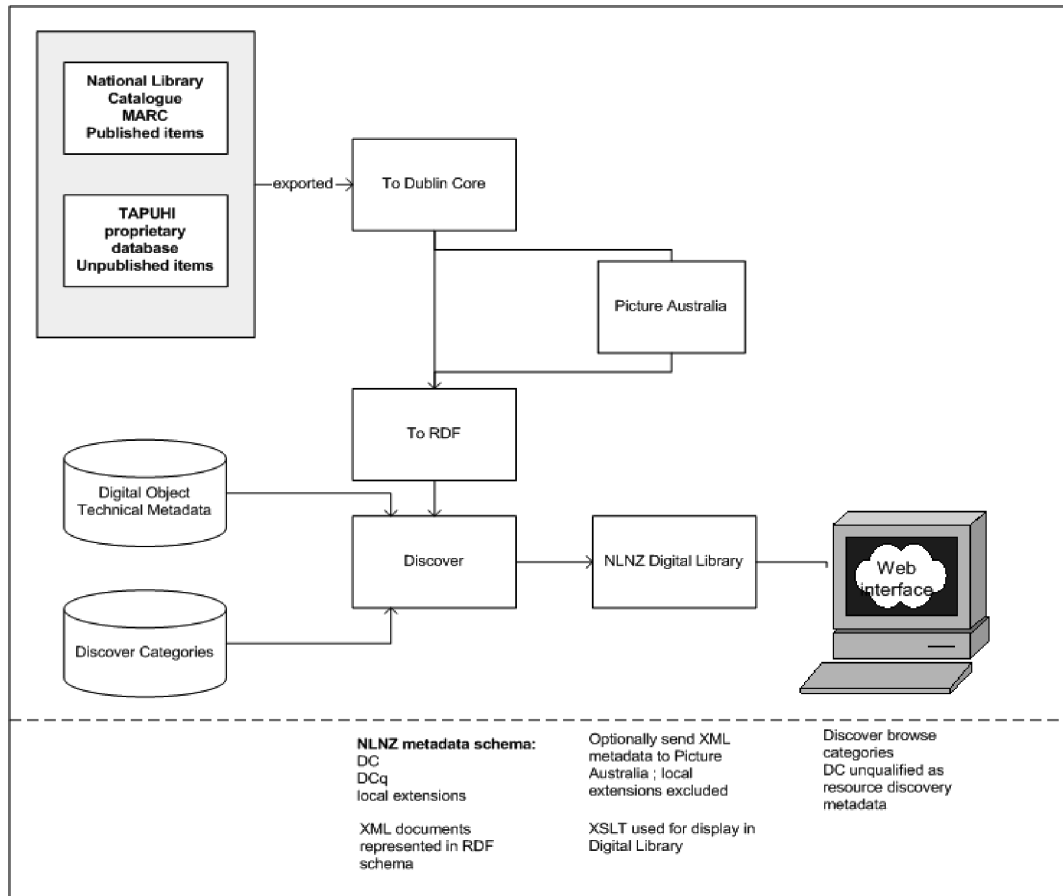 National Library
Catalogue
MARC
Published items
TAPUHI
proprietary
database
Unpublished items
exported
To Dublin Core
Picture Australia
To RDF
Digital Object
Technical Metadata
Discover
NLNZ Digital Library
Web
interface
Discover Categories
NLNZ metadata schema:
DC
DCq
local extensions
XML documents
represented in RDF
schema
Optionally send XML
metadata to Picture
Australia ; local
extensions excluded
XSLT used for display in
Digital Library
Discover browse
categories
DC unqualified as
resource discovery
metadata